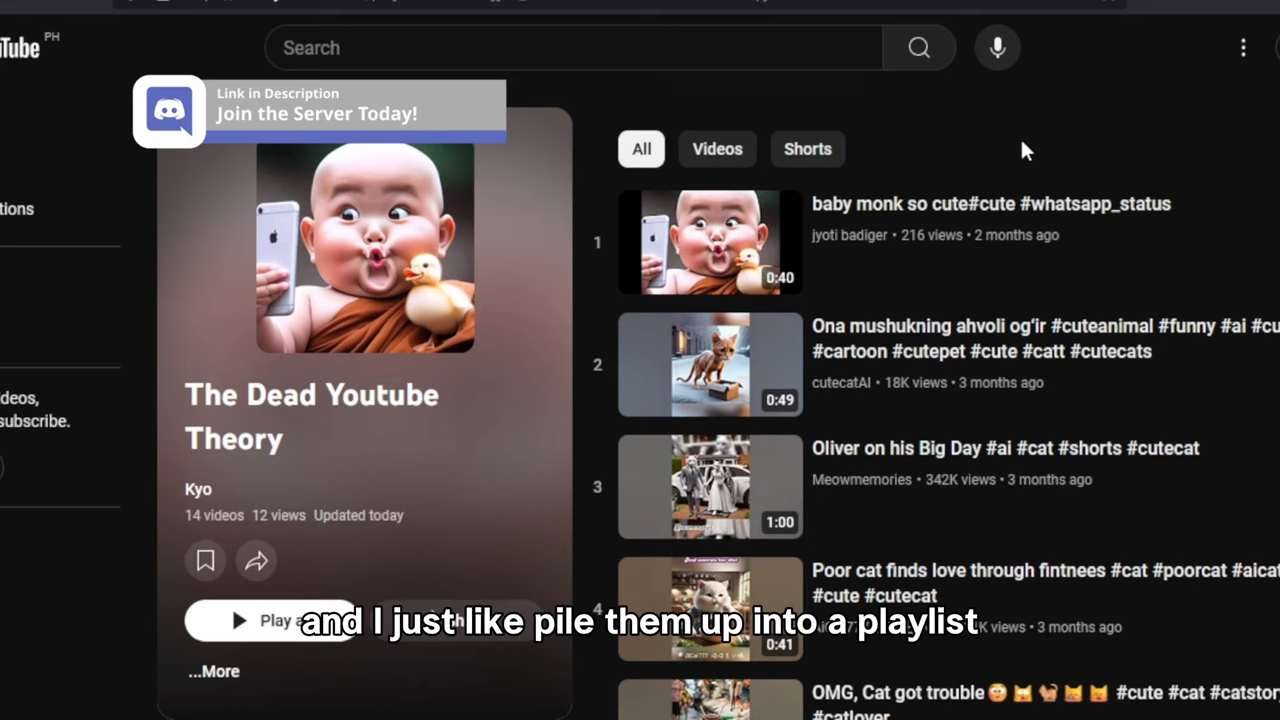 uTube PH
Search
Link in Description
Join the Server Today!
All
Videos
Shorts
tions
ideos,
subscribe.
The Dead Youtube
Theory
Kyo
14 videos 12 views Updated today
Play a
...More
1
0:40
baby monk so cute#cute #whatsapp_status
jyoti badiger • 216 views • 2 months ago
2
0:49
Ona mushukning ahvoli og‘ir #cuteanimal #funny #ai #cu
#cartoon #cutepet #cute #catt #cutecats
cutecatAI • 18K views • 3 months ago
3
1:00
Oliver on his Big Day #ai #cat #shorts #cutecat
Meowmemories • 342K views • 3 months ago
4
0:41
Poor cat finds love through fintnees #cat #poorcat #aicat
#cute #cutecat
K views • 3 months ago
OMG, Cat got trouble😳🙀🐈😹😹😹 #cute #cat #catstor
#catlover
and I just like pile them up into a playlist